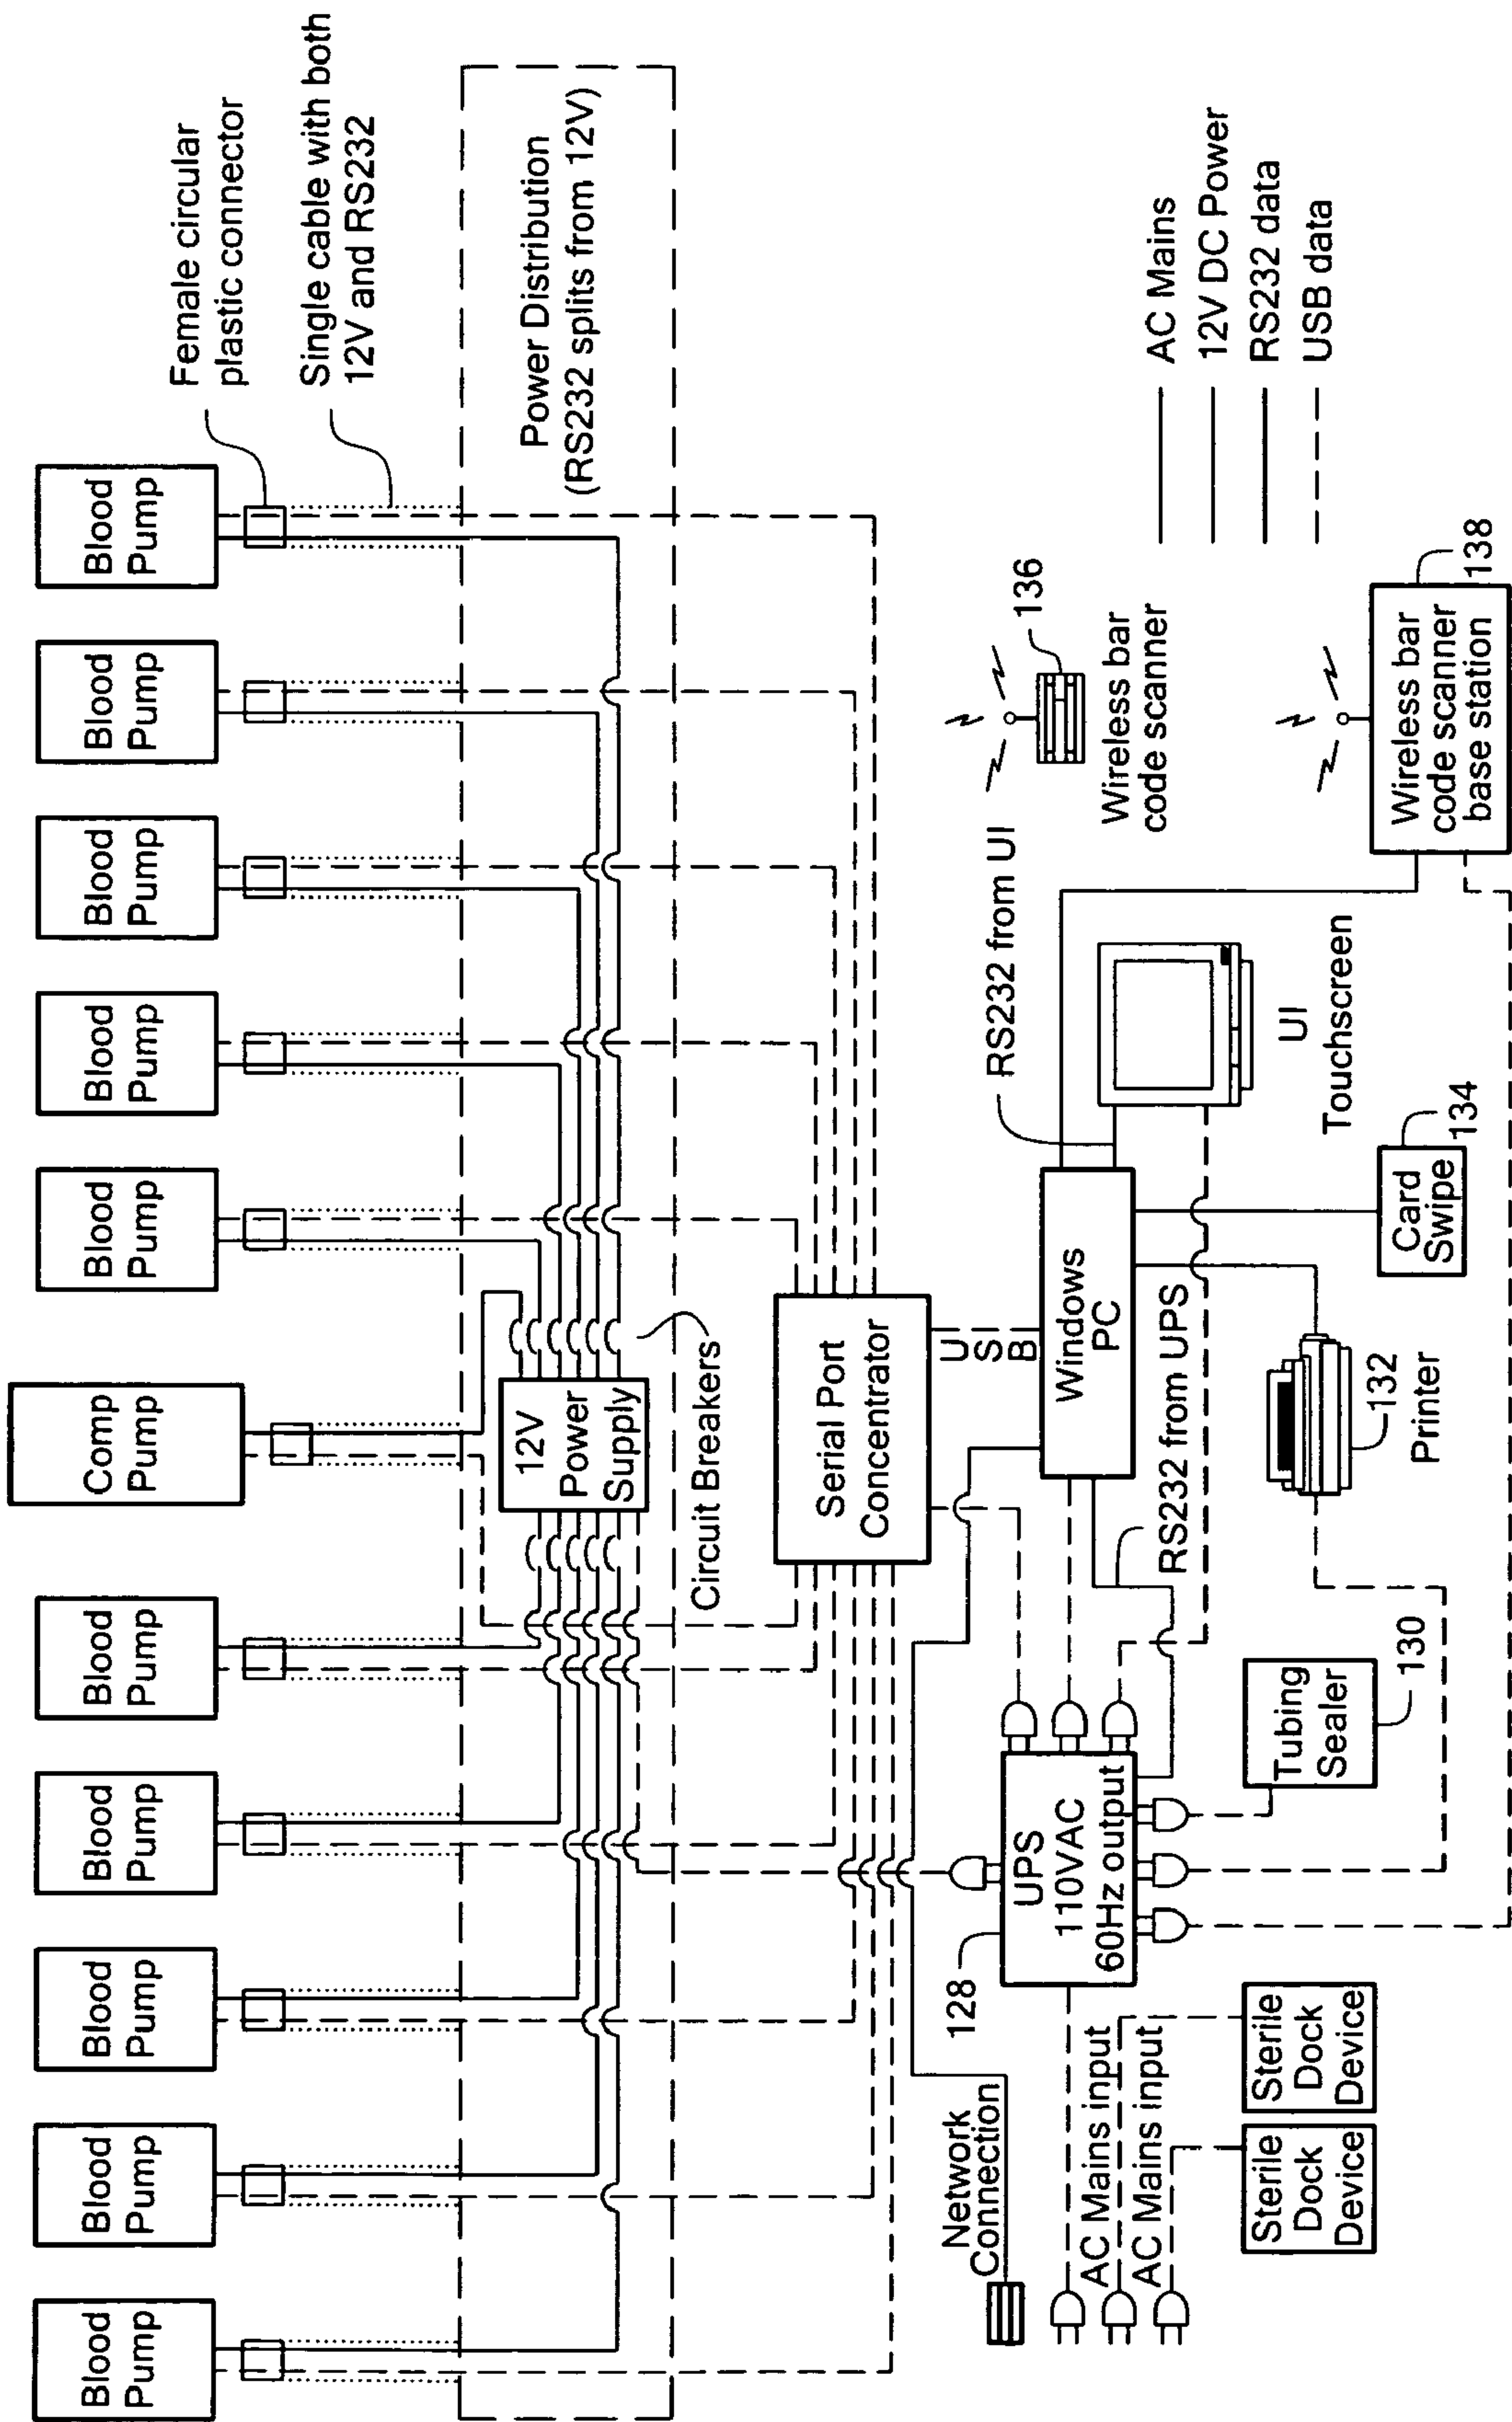 Blood
Pump
Blood
Pump
Blood
Pump
Blood
Pump
Blood
Pump
Comp
Pump
Blood
Pump
Blood
Pump
Blood
Pump
Blood
Pump
Blood
Pump
Female circular
plastic connector
Single cable with both
12V and RS232
Power Distribution
(RS232 splits from 12V)
12V
Power
Supply
Circuit Breakers
Serial Port
Concentrator
U
S
B
Network
Connection
AC Mains input
AC Mains input
128
UPS
110VAC
60Hz output
Windows
PC
RS232 from UPS
RS232 from UI
UI
Touchscreen
136
Wireless bar
code scanner
AC Mains
12V DC Power
RS232 data
USB data
Sterile
Dock
Device
Sterile
Dock
Device
Tubing
Sealer
130
132
Printer
Card
Swipe
134
Wireless bar
code scanner
base station
138